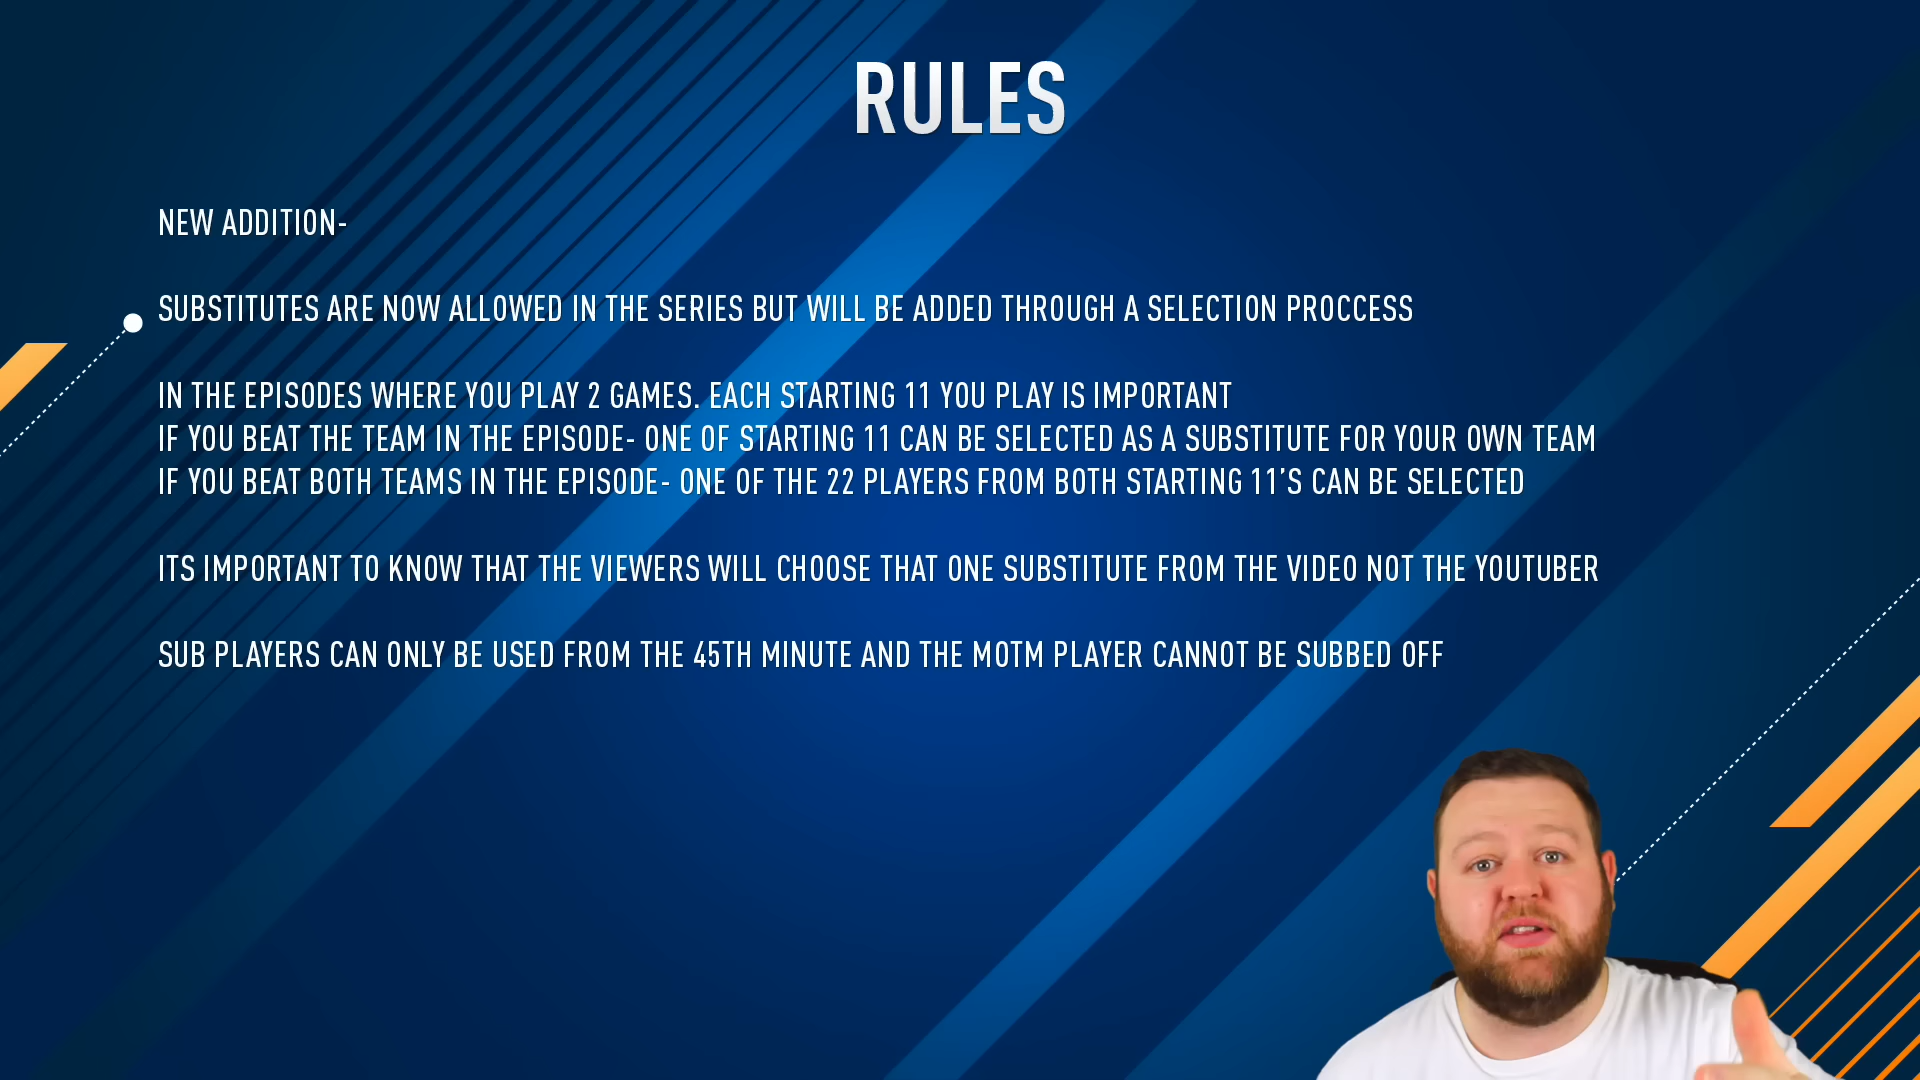 RULES
NEW ADDITION-
SUBSTITUTES ARE NOW ALLOWED IN THE SERIES BUT WILL BE ADDED THROUGH A SELECTION PROCCESS
IN THE EPISODES WHERE YOU PLAY 2 GAMES. EACH STARTING 11 YOU PLAY IS IMPORTANT
IF YOU BEAT THE TEAM IN THE EPISODE- ONE OF STARTING 11 CAN BE SELECTED AS A SUBSTITUTE FOR YOUR OWN TEAM
IF YOU BEAT BOTH TEAMS IN THE EPISODE- ONE OF THE 22 PLAYERS FROM BOTH STARTING 11’S CAN BE SELECTED
ITS IMPORTANT TO KNOW THAT THE VIEWERS WILL CHOOSE THAT ONE SUBSTITUTE FROM THE VIDEO NOT THE YOUTUBER
SUB PLAYERS CAN ONLY BE USED FROM THE 45TH MINUTE AND THE MOTM PLAYER CANNOT BE SUBBED OFF